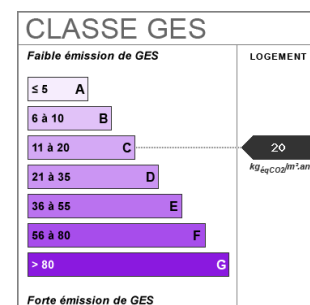 CLASSE GES
Faible émission de GES
LOGEMENT
≤ 5 A
6 à 10 B
11 à 20 C
20
kgéqCO2/m².an
21 à 35 D
36 à 55 E
56 à 80 F
> 80 G
Forte émission de GES